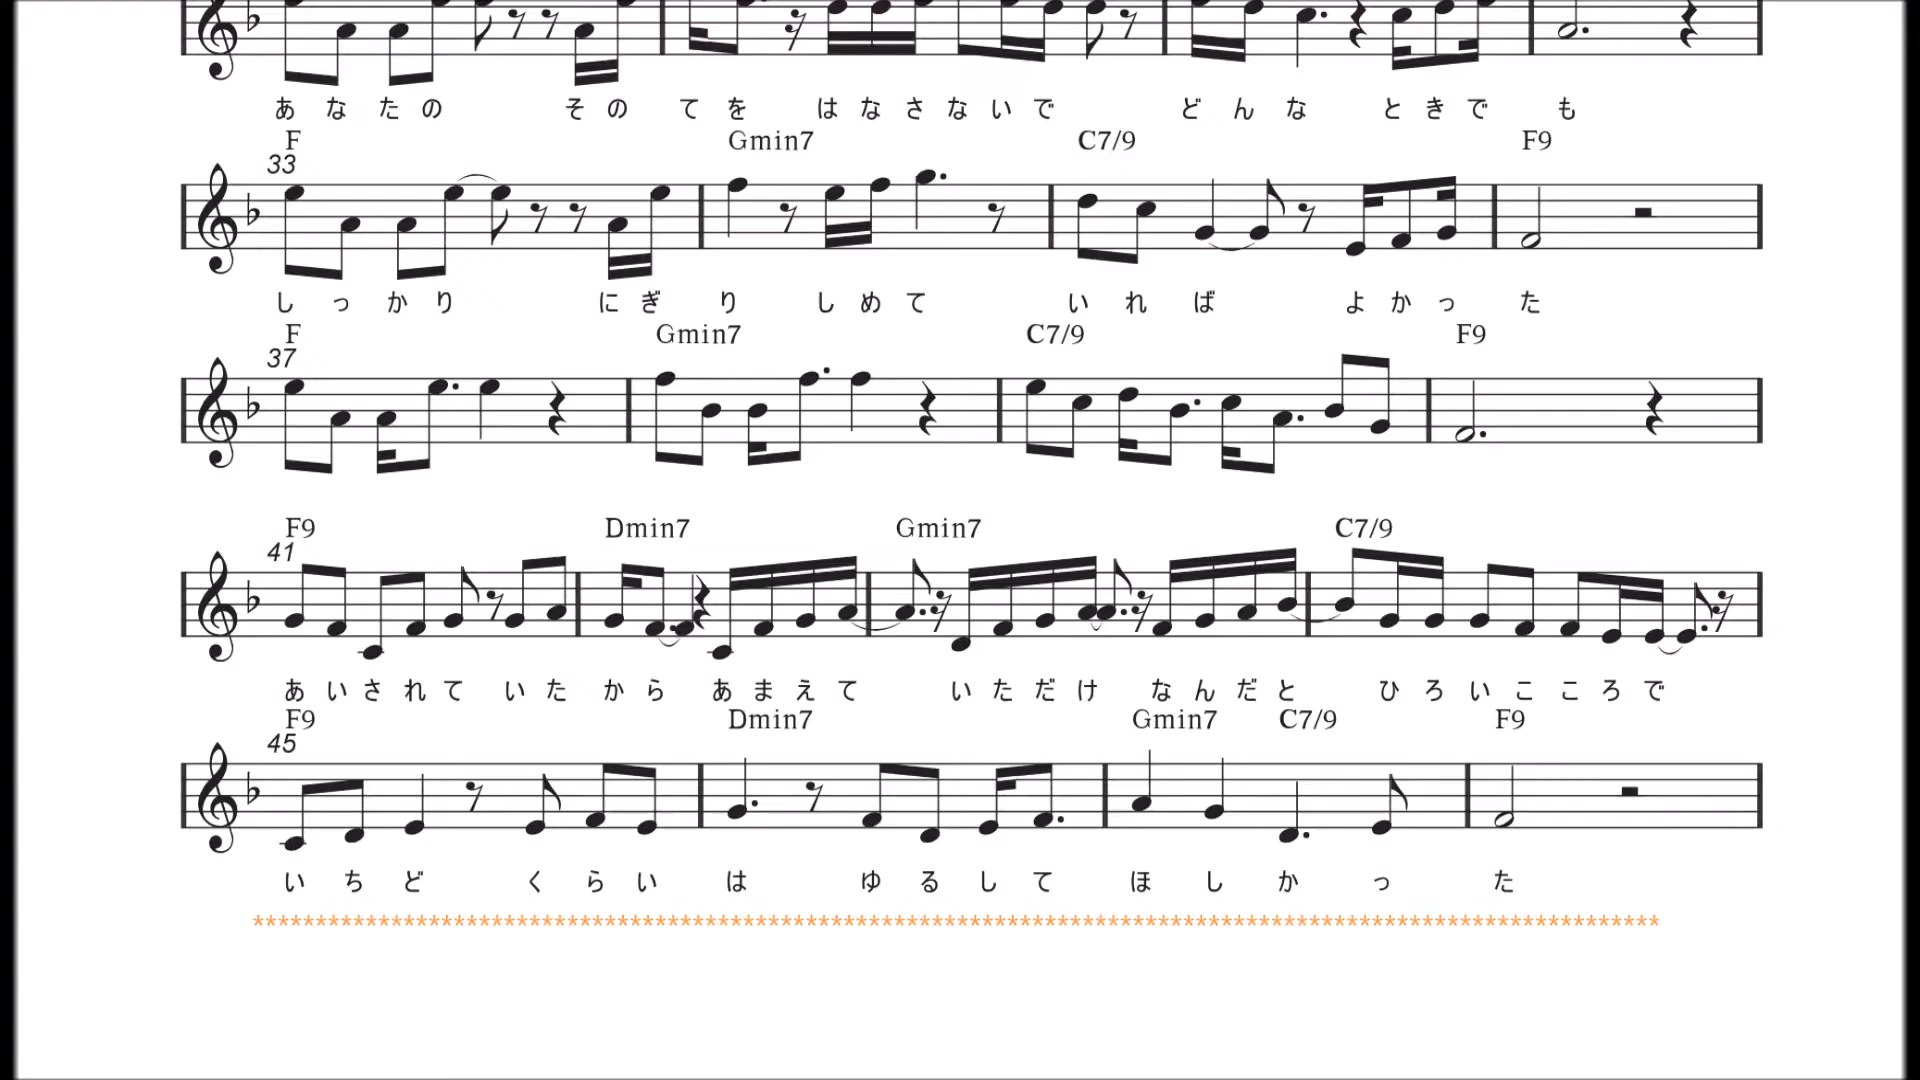 あなたの そのてを はなさないで どんな ときでも
F Gmin7 C7/9 F9
33
しっかり にぎり しめて いれば よかった
F Gmin7 C7/9 F9
37
F9 Dmin7 Gmin7 C7/9
41
あいされて いたから あまえて いただけ なんだと ひろいこころで
F9 Dmin7 Gmin7 C7/9 F9
45
いちど くらいは ゆるして ほしかった
****************************************************************************************************************